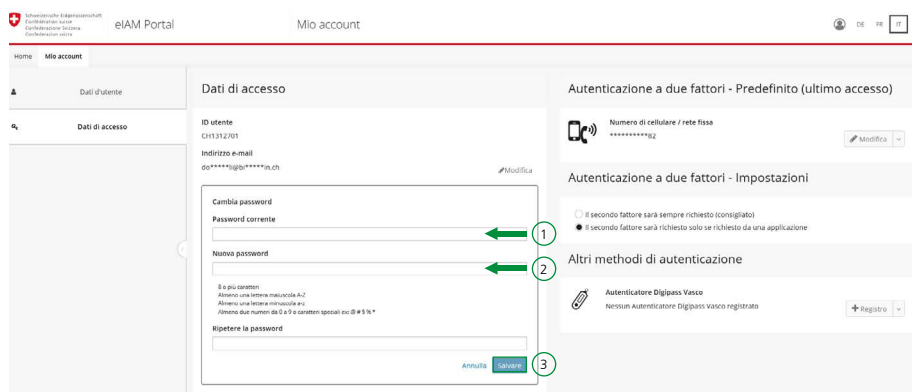 Schweizerische Eidgenossenschaft
Confédération suisse
Confederazione Svizzera
Confederaziun svizra
eIAM Portal
Mio account
DE FR IT
Home Mio account
Dati d'utente
Dati di accesso
Dati di accesso
ID utente
CH1312701
Indirizzo e-mail
do*****li@bi*****in.ch
Modifica
Cambia password
Password corrente
1
Nuova password
2
8 o più caratteri
Almeno una lettera maiuscola A-Z
Almeno una lettera minuscola a-z
Almeno due numeri da 0 a 9 o caratteri speciali @ # $ % *
Ripetere la password
Annulla Salvare 3
Autenticazione a due fattori - Predefinito (ultimo accesso)
Numero di cellulare / rete fissa
**********82
Modifica
Autenticazione a due fattori - Impostazioni
Il secondo fattore sarà sempre richiesto (consigliato)
Il secondo fattore sarà richiesto solo se richiesto da una applicazione
Altri methodi di autenticazione
Autenticatore Digipass Vasco
Nessun Autenticatore Digipass Vasco registrato
Registro